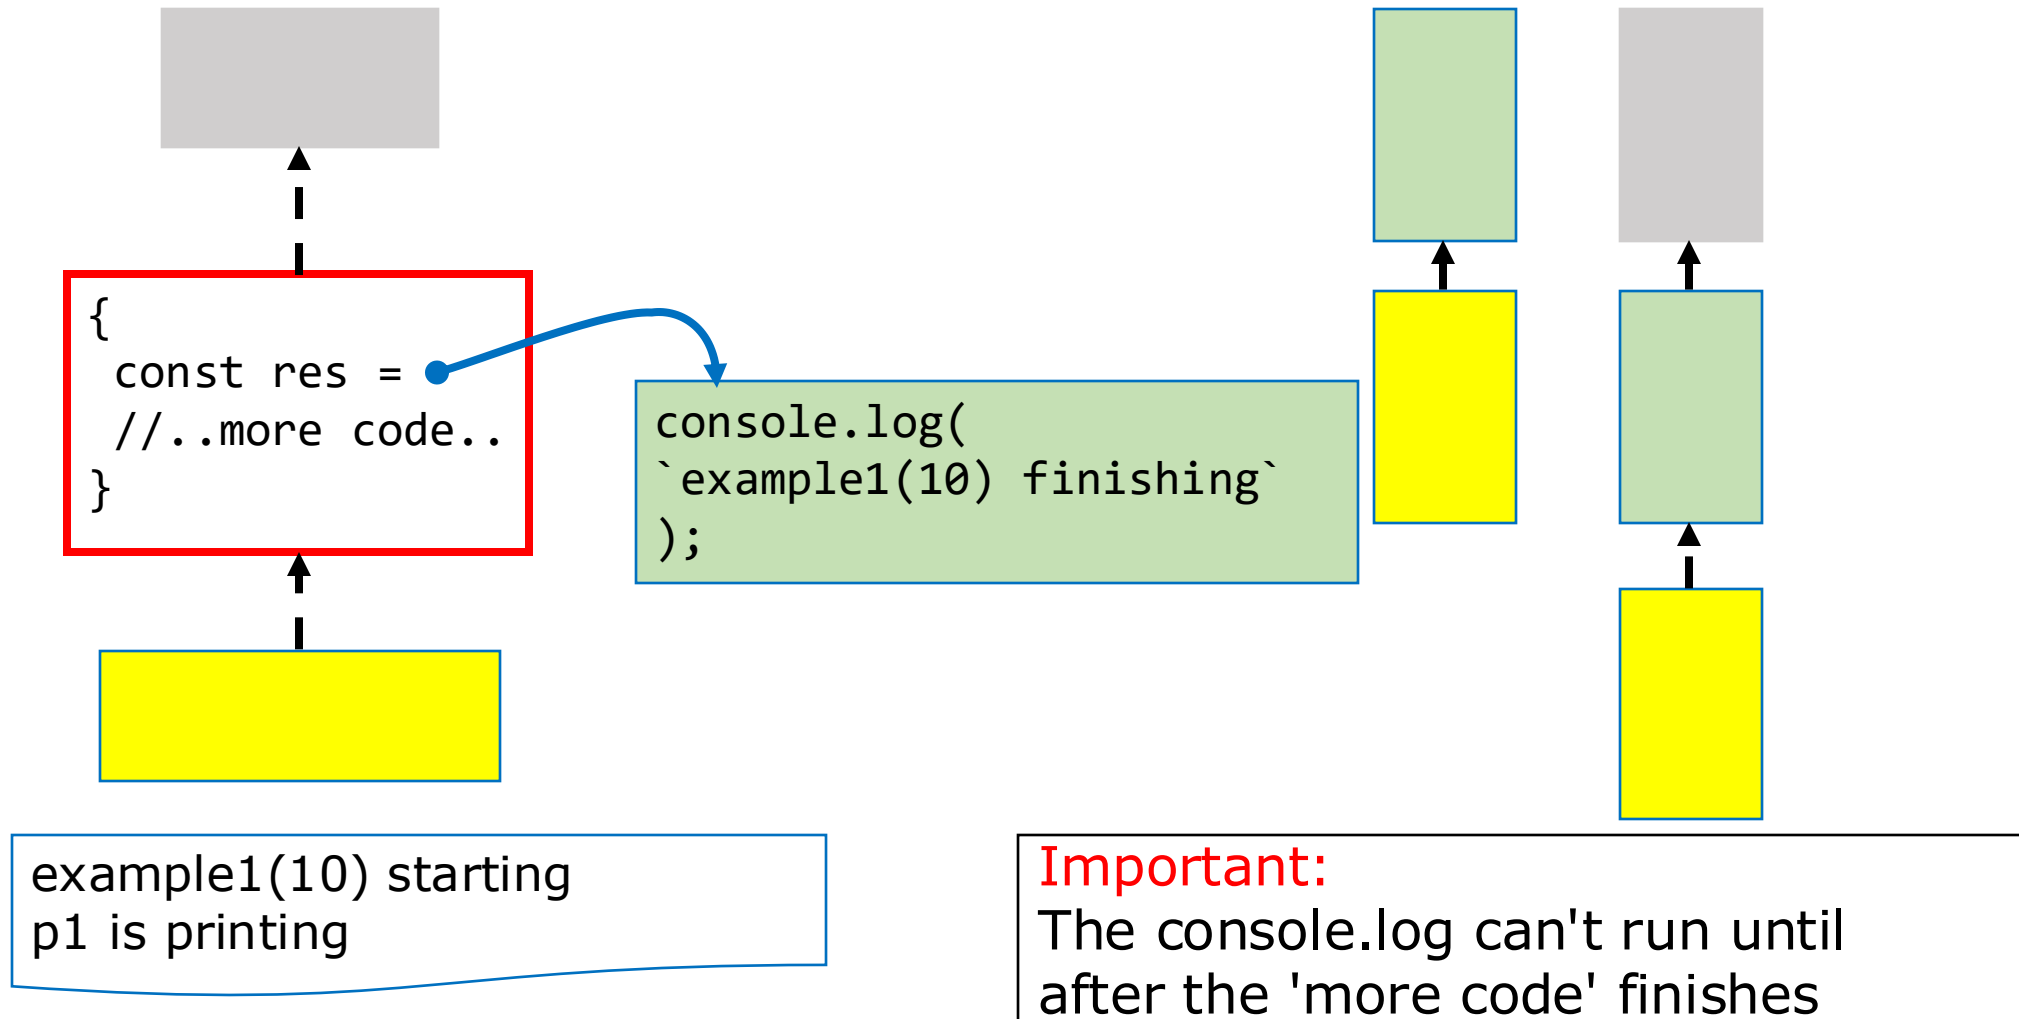 {
const res =
//..more code..
}
console.log(
`example1(10) finishing`
);
example1(10) starting
p1 is printing
Important:
The console.log can't run until
after the 'more code' finishes